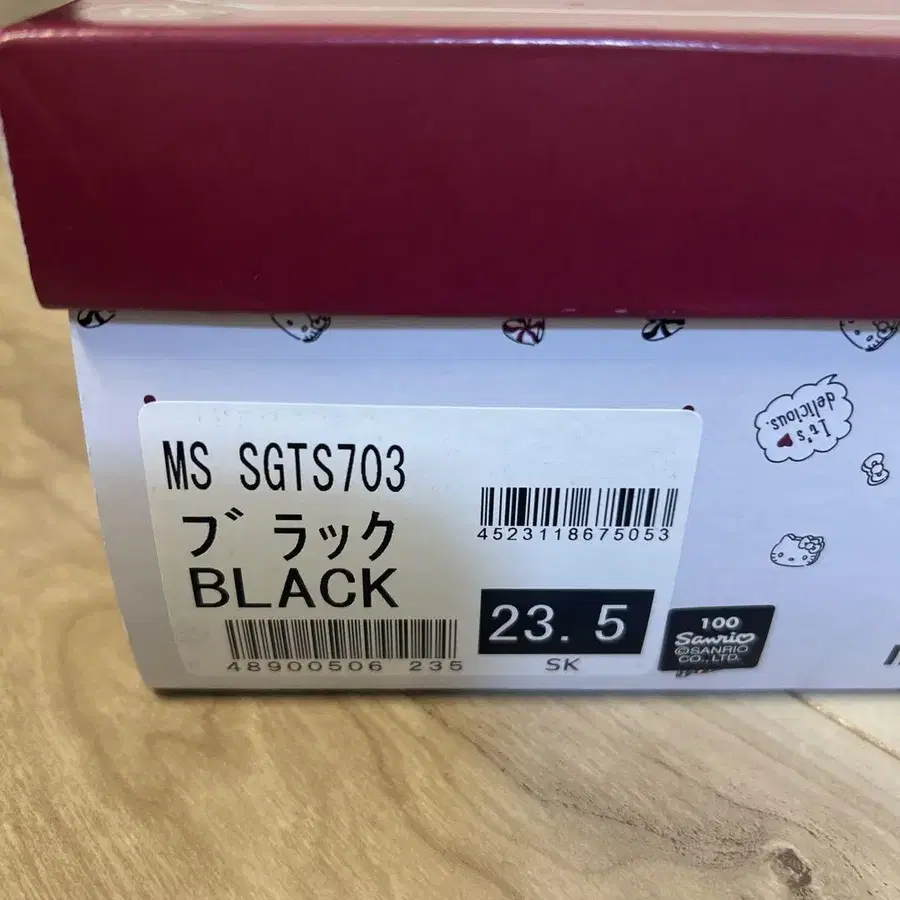 It's
delicious.
MS SGTS703
ブラック
BLACK
4523118675053
48900506 235
23.5
SK
100
Sanrio
©SANRIO
CO., LTD.